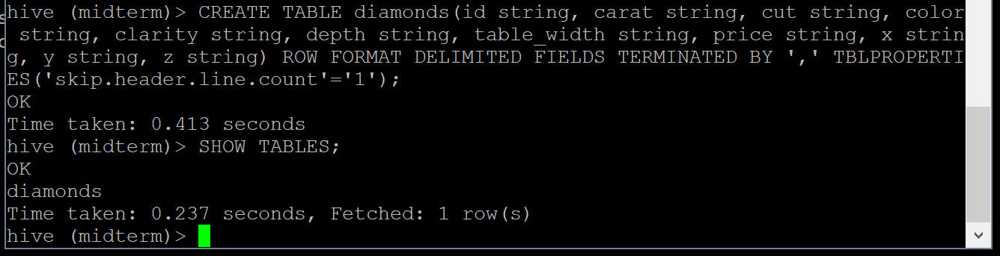 hive (midterm)> CREATE TABLE diamonds(id string, carat string, cut string, color
 string, clarity string, depth string, table_width string, price string, x strin
g, y string, z string) ROW FORMAT DELIMITED FIELDS TERMINATED BY ',' TBLPROPERTI
ES('skip.header.line.count'='1');
OK
Time taken: 0.413 seconds
hive (midterm)> SHOW TABLES;
OK
diamonds
Time taken: 0.237 seconds, Fetched: 1 row(s)
hive (midterm)>